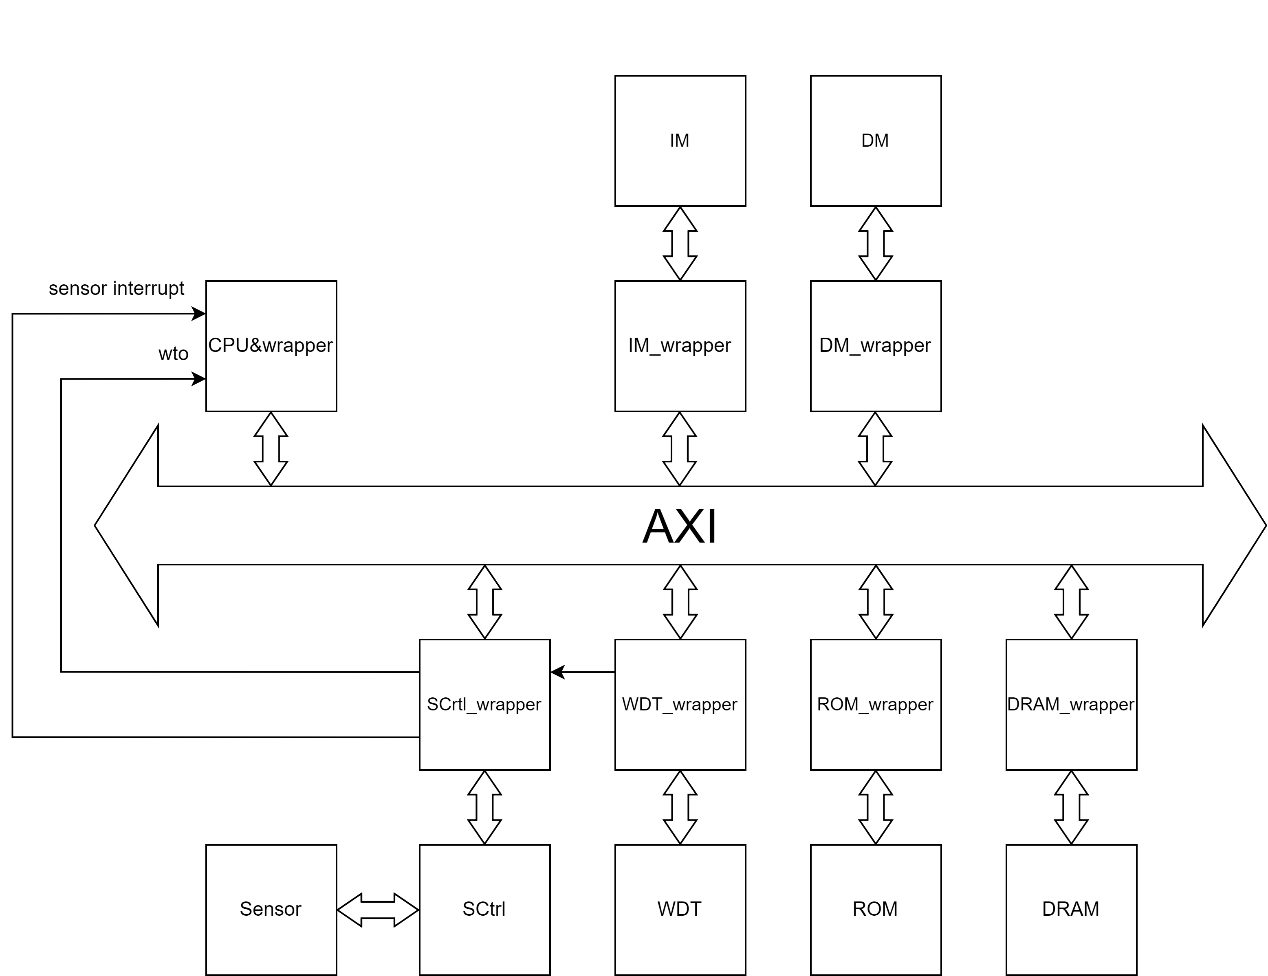 IM
DM
sensor interrupt
CPU&wrapper
IM_wrapper
DM_wrapper
wto
AXI
SCrtl_wrapper
WDT_wrapper
ROM_wrapper
DRAM_wrapper
Sensor
SCtrl
WDT
ROM
DRAM